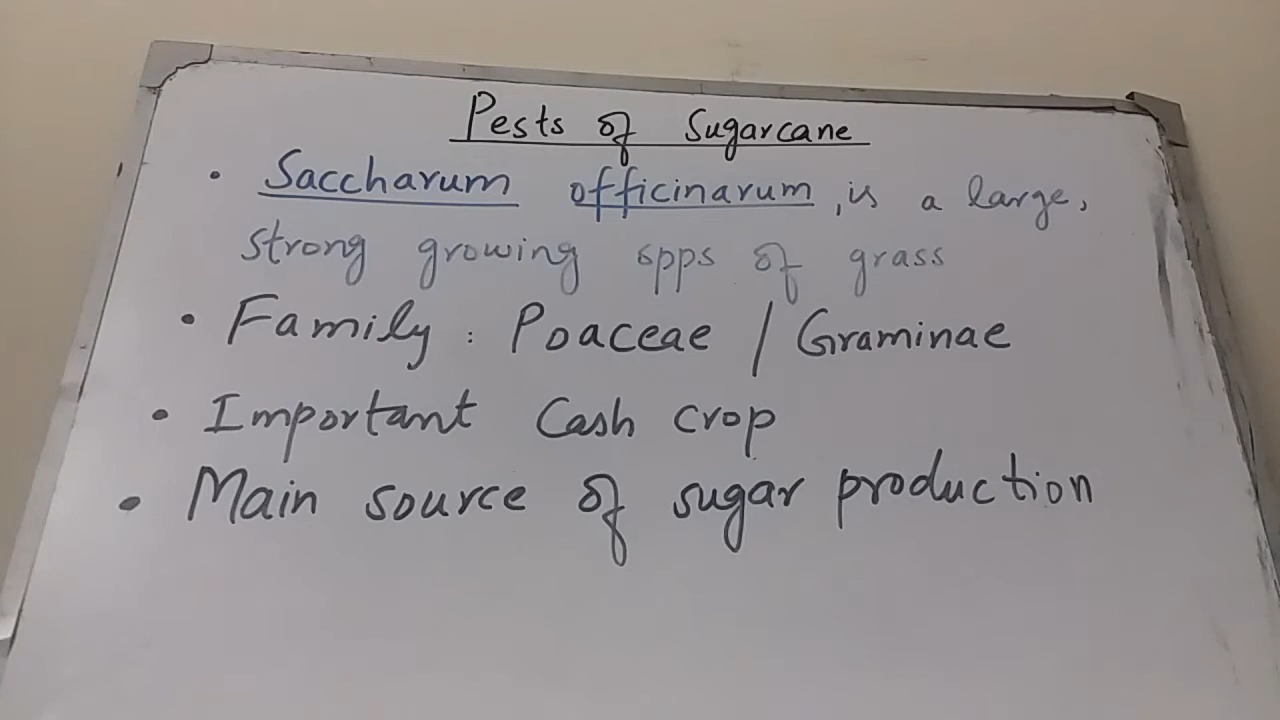 Pests of Sugarcane
• Saccharum officinarum, is a large,
strong growing spps of grass
• Family : Poaceae / Graminae
• Important Cash crop
• Main source of sugar production